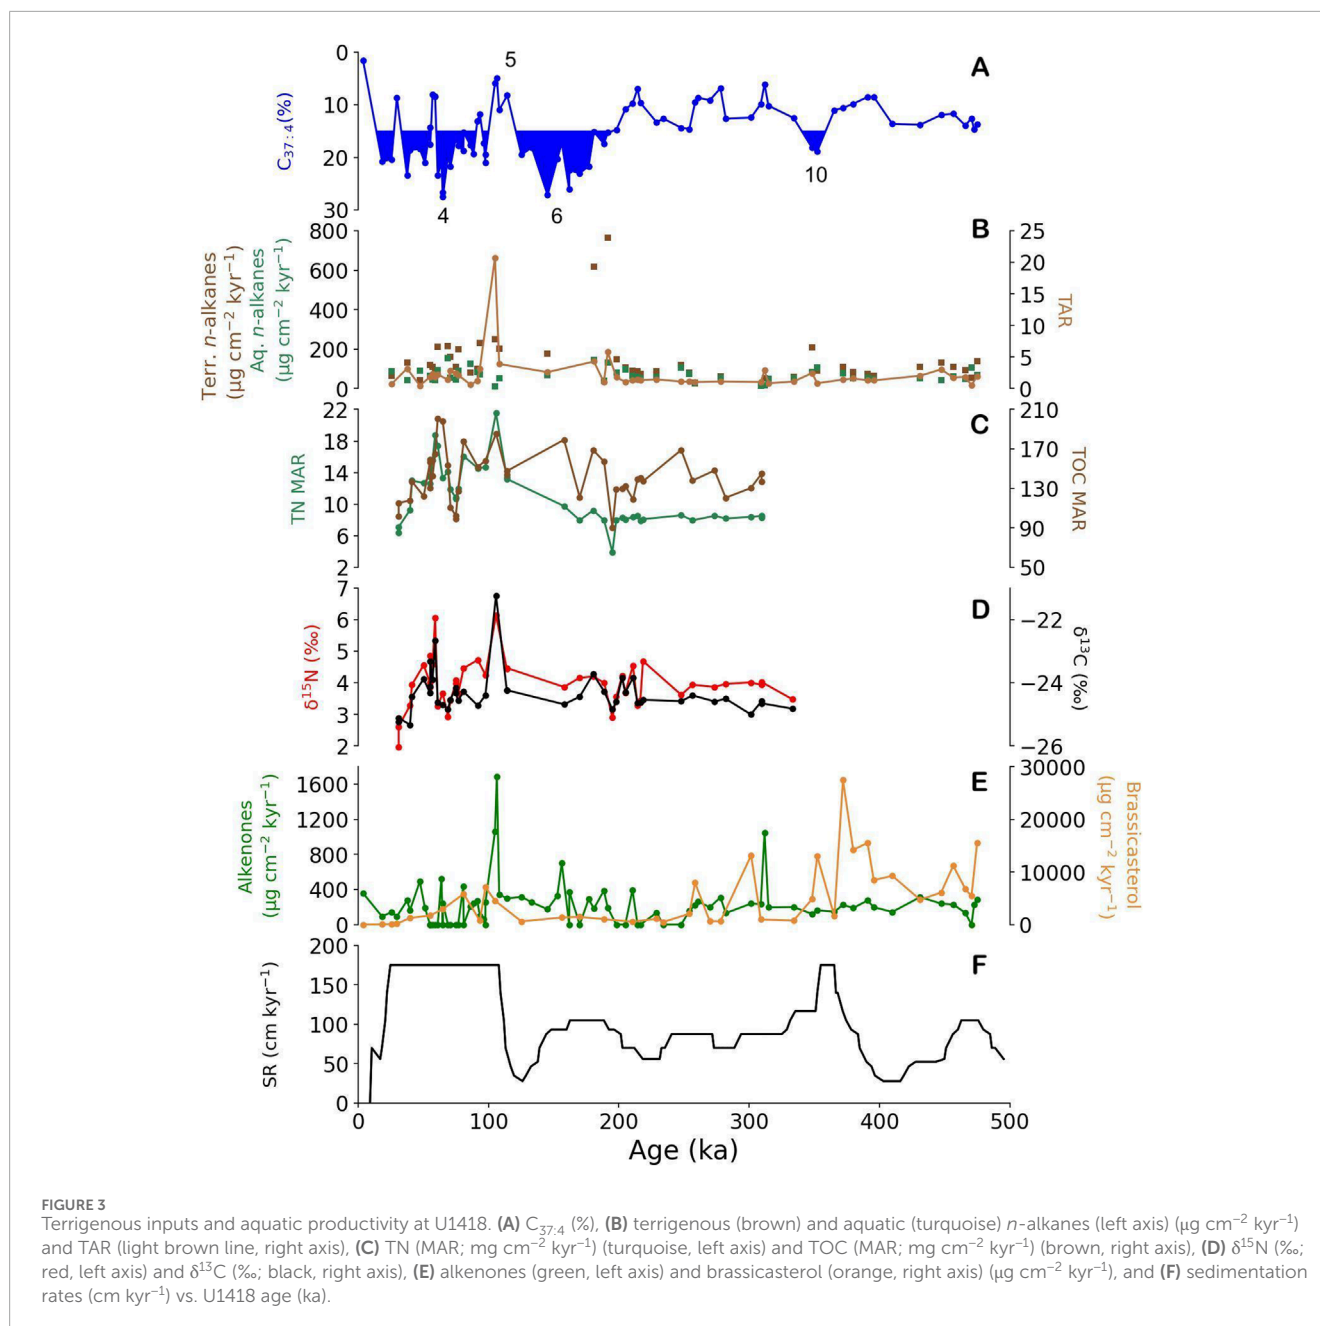 A
0
10
20
30
C37:4(%)
5
4
6
10
B
800
600
400
200
0
Terr. n-alkanes
(µg cm−2 kyr−1)
Aq. n-alkanes
(µg cm−2 kyr−1)
25
20
15
10
5
0
TAR
C
22
18
14
10
6
2
TN MAR
210
170
130
90
50
TOC MAR
D
7
6
5
4
3
2
δ15N (‰)
−22
−24
−26
δ13C (‰)
E
1600
1200
800
400
0
Alkenones
(µg cm−2 kyr−1)
30000
20000
10000
0
Brassicasterol
(µg cm−2 kyr−1)
F
200
150
100
50
0
SR (cm kyr−1)
0 100 200 300 400 500
Age (ka)
FIGURE 3
Terrigenous inputs and aquatic productivity at U1418. (A) C37:4 (%), (B) terrigenous (brown) and aquatic (turquoise) n-alkanes (left axis) (µg cm−2 kyr−1)
and TAR (light brown line, right axis), (C) TN (MAR; mg cm−2 kyr−1) (turquoise, left axis) and TOC (MAR; mg cm−2 kyr−1) (brown, right axis), (D) δ15N (‰;
red, left axis) and δ13C (‰; black, right axis), (E) alkenones (green, left axis) and brassicasterol (orange, right axis) (µg cm−2 kyr−1), and (F) sedimentation
rates (cm kyr−1) vs. U1418 age (ka).